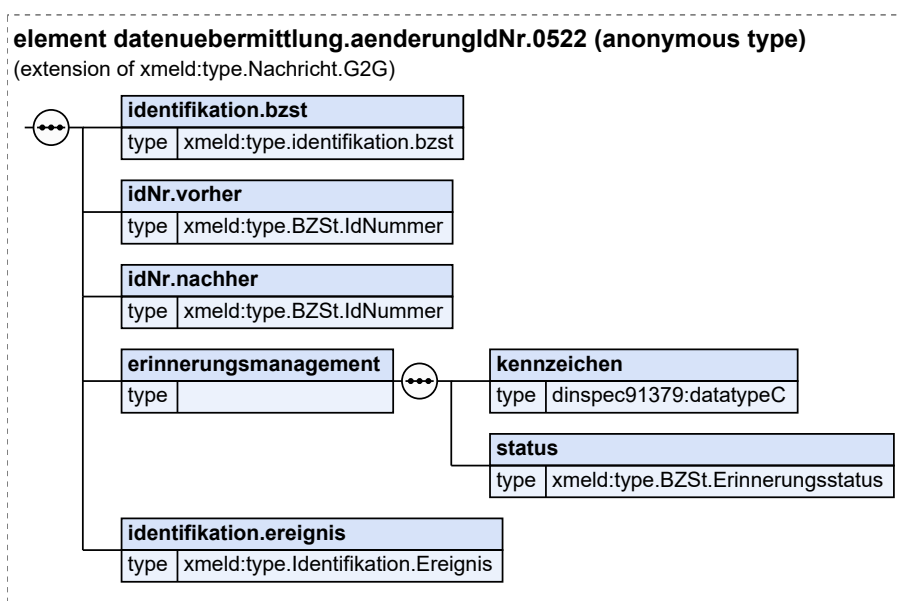 element datenuebermittlung.aenderungIdNr.0522 (anonymous type)
(extension of xmeld:type.Nachricht.G2G)
identifikation.bzst
type xmeld:type.identifikation.bzst
idNr.vorher
type xmeld:type.BZSt.IdNummer
idNr.nachher
type xmeld:type.BZSt.IdNummer
erinnerungsmanagement
type
kennzeichen
type dinspec91379:datatypeC
status
type xmeld:type.BZSt.Erinnerungsstatus
identifikation.ereignis
type xmeld:type.Identifikation.Ereignis